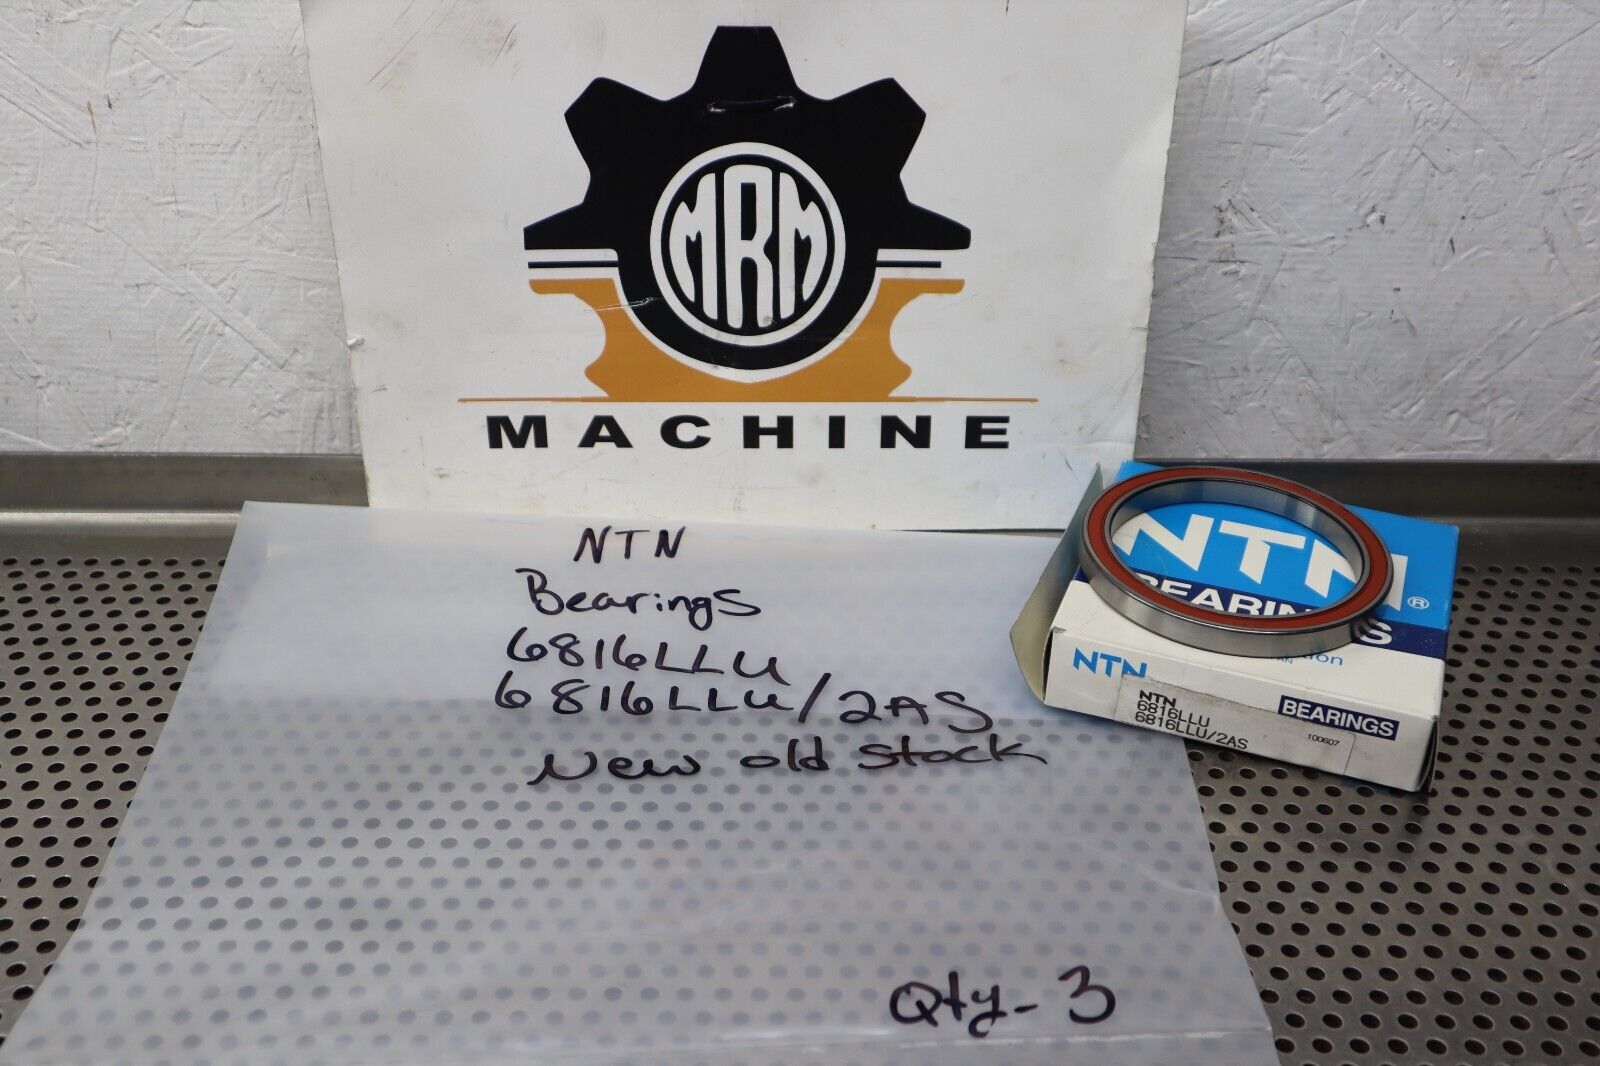 MRM
MACHINE
NTN
Bearings
6816LLU
6816LLU/2AS
New old stock
Qty-3
NTN®
BEARINGS
NTN
BEARINGS
NTN
6816LLU
6816LLU/2AS
100607